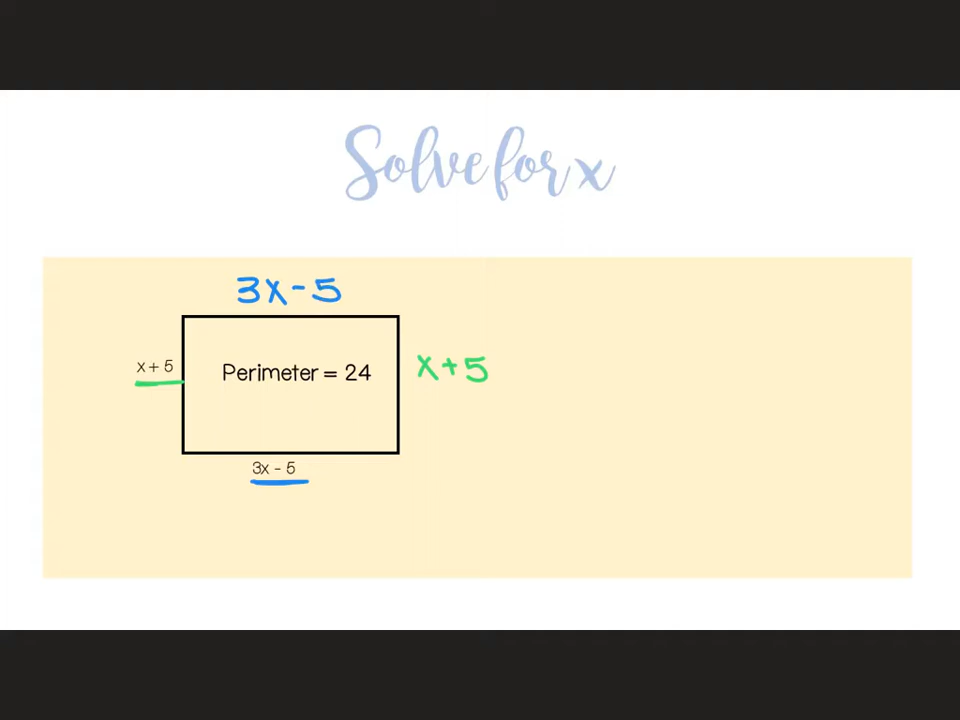 Solve for x
3x-5
x + 5
Perimeter = 24
x+5
3x - 5